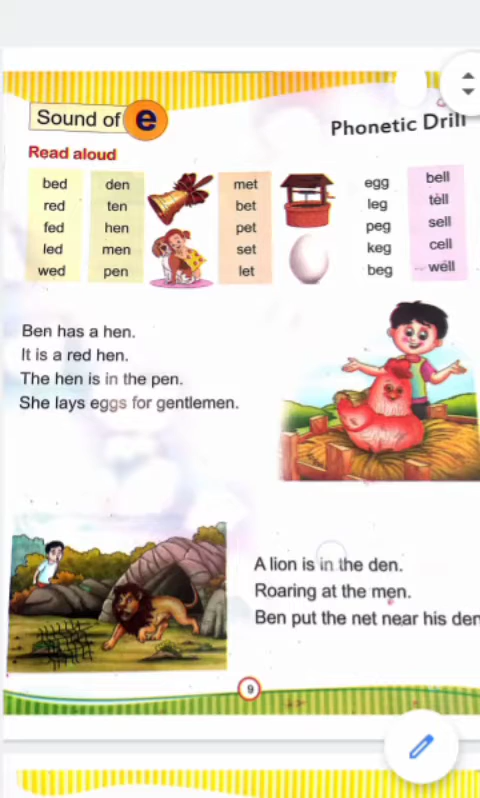 Sound of e
Phonetic Drill
Read aloud
bed den met egg bell
red ten bet leg tell
fed hen pet peg sell
led men set keg cell
wed pen let beg well
Ben has a hen.
It is a red hen.
The hen is in the pen.
She lays eggs for gentlemen.
A lion is in the den.
Roaring at the men.
Ben put the net near his den
9